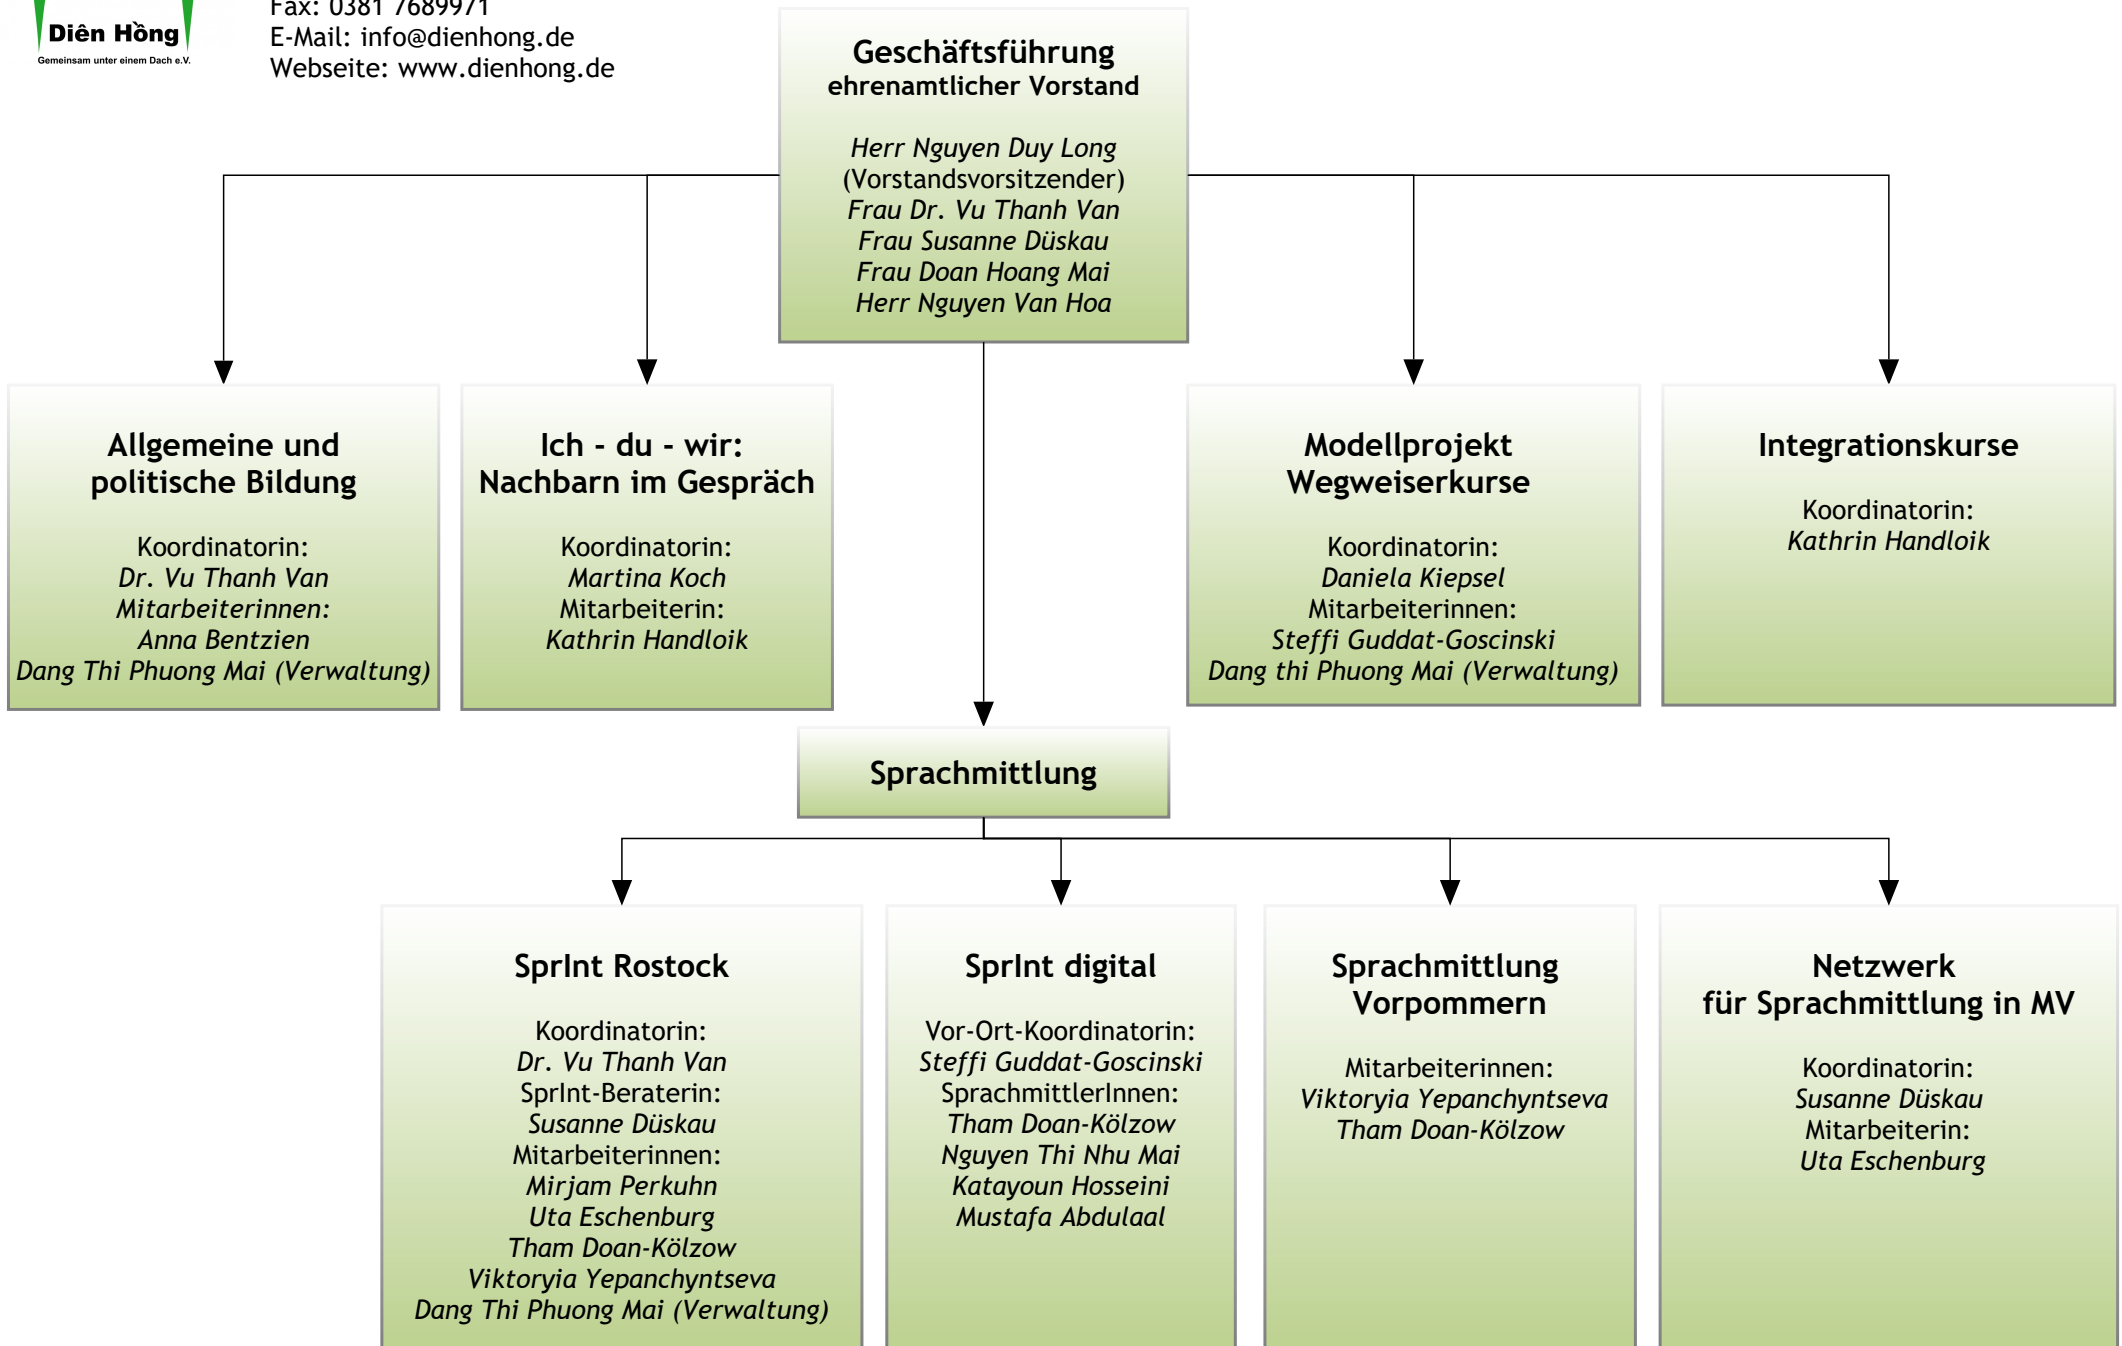 Diên Hồng
Gemeinsam unter einem Dach e.V.
Fax: 0381 7689971
E-Mail: info@dienhong.de
Webseite: www.dienhong.de
Geschäftsführung
ehrenamtlicher Vorstand
Herr Nguyen Duy Long
(Vorstandsvorsitzender)
Frau Dr. Vu Thanh Van
Frau Susanne Düskau
Frau Doan Hoang Mai
Herr Nguyen Van Hoa
Allgemeine und
politische Bildung
Koordinatorin:
Dr. Vu Thanh Van
Mitarbeiterinnen:
Anna Bentzien
Dang Thi Phuong Mai (Verwaltung)
Ich - du - wir:
Nachbarn im Gespräch
Koordinatorin:
Martina Koch
Mitarbeiterin:
Kathrin Handloik
Modellprojekt
Wegweiserkurse
Koordinatorin:
Daniela Kiepsel
Mitarbeiterinnen:
Steffi Guddat-Goscinski
Dang thi Phuong Mai (Verwaltung)
Integrationskurse
Koordinatorin:
Kathrin Handloik
Sprachmittlung
SprInt Rostock
Koordinatorin:
Dr. Vu Thanh Van
SprInt-Beraterin:
Susanne Düskau
Mitarbeiterinnen:
Mirjam Perkuhn
Uta Eschenburg
Tham Doan-Kölzow
Viktoryia Yepanchyntseva
Dang Thi Phuong Mai (Verwaltung)
SprInt digital
Vor-Ort-Koordinatorin:
Steffi Guddat-Goscinski
SprachmittlerInnen:
Tham Doan-Kölzow
Nguyen Thi Nhu Mai
Katayoun Hosseini
Mustafa Abdulaal
Sprachmittlung
Vorpommern
Mitarbeiterinnen:
Viktoryia Yepanchyntseva
Tham Doan-Kölzow
Netzwerk
für Sprachmittlung in MV
Koordinatorin:
Susanne Düskau
Mitarbeiterin:
Uta Eschenburg